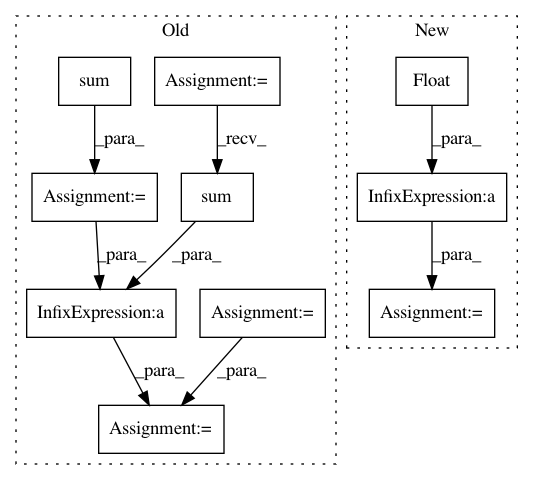 Old
New
sum
Assignment:=
Float
_para_
_recv_
_para_
Assignment:=
sum
InfixExpression:a
_para_
_para_
_para_
InfixExpression:a
Assignment:=
Assignment:=
_para_
_para_
Assignment:=